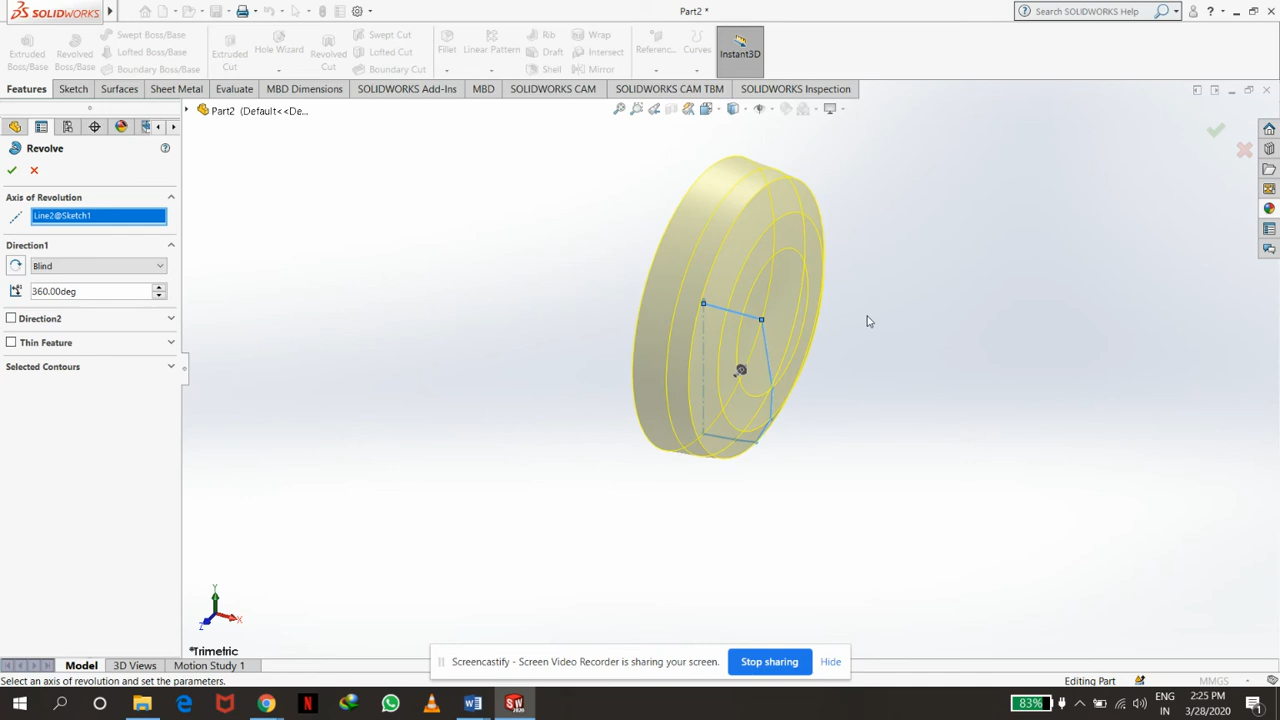 SOLIDWORKS
Part2 *
Search SOLIDWORKS Help
Extruded Boss/Base
Revolved Boss/Base
Swept Boss/Base
Lofted Boss/Base
Boundary Boss/Base
Extruded Cut
Hole Wizard
Revolved Cut
Swept Cut
Lofted Cut
Boundary Cut
Fillet
Linear Pattern
Rib
Draft
Shell
Wrap
Intersect
Mirror
Referenc...
Curves
Instant3D
Features
Sketch
Surfaces
Sheet Metal
Evaluate
MBD Dimensions
SOLIDWORKS Add-Ins
MBD
SOLIDWORKS CAM
SOLIDWORKS CAM TBM
SOLIDWORKS Inspection
Part2 (Default<<De...
Revolve
Axis of Revolution
Line2@Sketch1
Direction1
Blind
360.00deg
Direction2
Thin Feature
Selected Contours
Y
X
Z
*Trimetric
Screencastify - Screen Video Recorder is sharing your screen.
Stop sharing
Hide
Model
3D Views
Motion Study 1
Select an axis of revolution and set the parameters.
Editing Part
MMGS
83%
ENG
IN
2:25 PM
3/28/2020